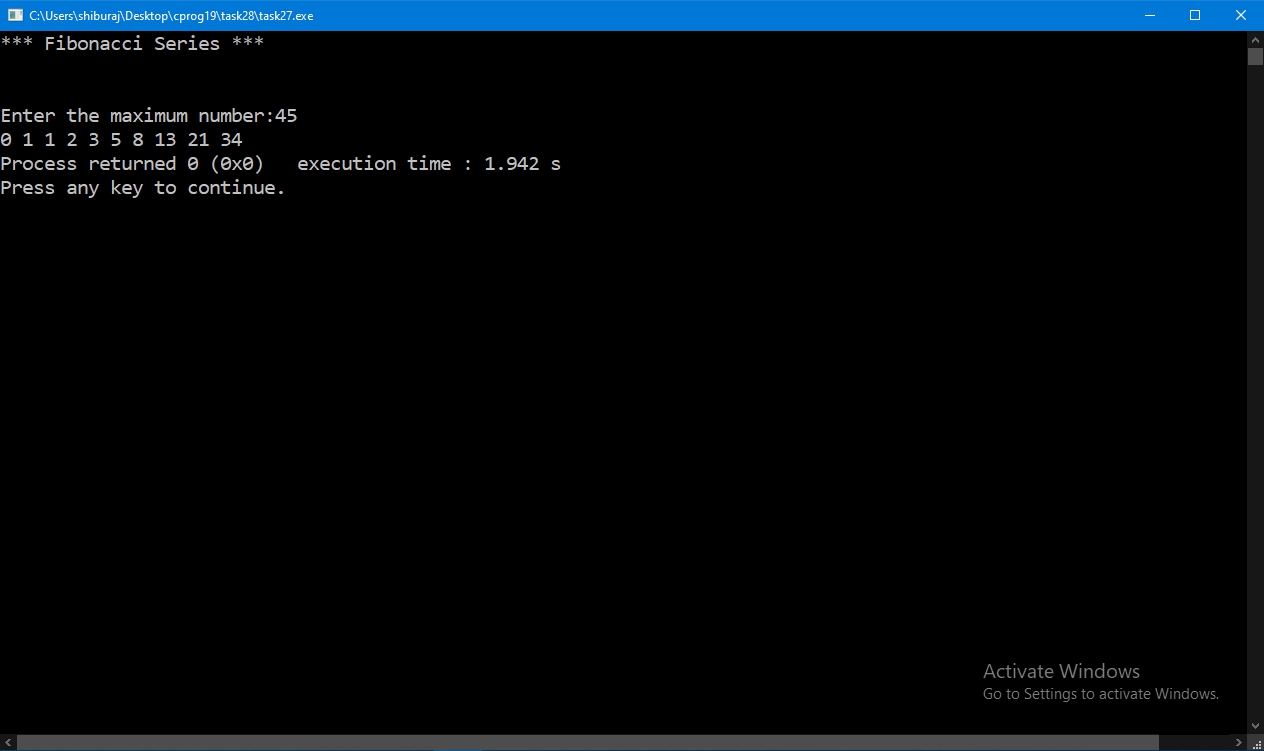 C:\Users\shiburaj\Desktop\cprog19\task28\task27.exe
*** Fibonacci Series ***
Enter the maximum number:45
0 1 1 2 3 5 8 13 21 34
Process returned 0 (0x0)   execution time : 1.942 s
Press any key to continue.
Activate Windows
Go to Settings to activate Windows.